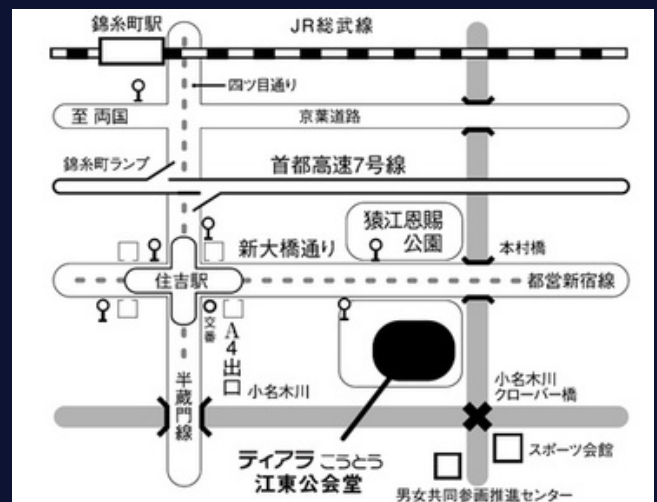 錦糸町駅
JR総武線
四ツ目通り
至 両国
京葉道路
錦糸町ランプ
首都高速7号線
猿江恩賜
公園
新大橋通り
本村橋
住吉駅
都営新宿線
交番
A4出口
半蔵門線
小名木川
小名木川
クローバー橋
ティアラ こうとう
江東公会堂
スポーツ会館
男女共同参画推進センター